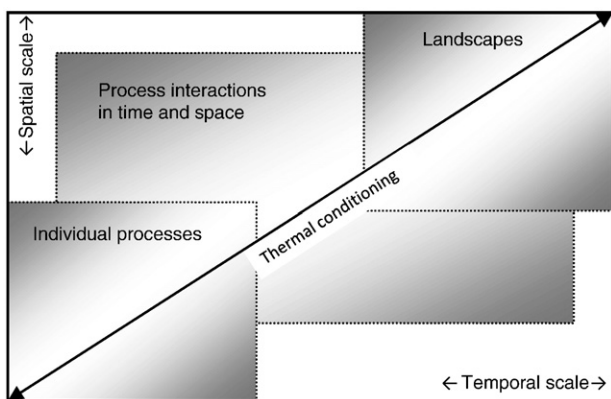 Landscapes
←Spatial scale→
Process interactions
in time and space
Thermal conditioning
Individual processes
← Temporal scale→